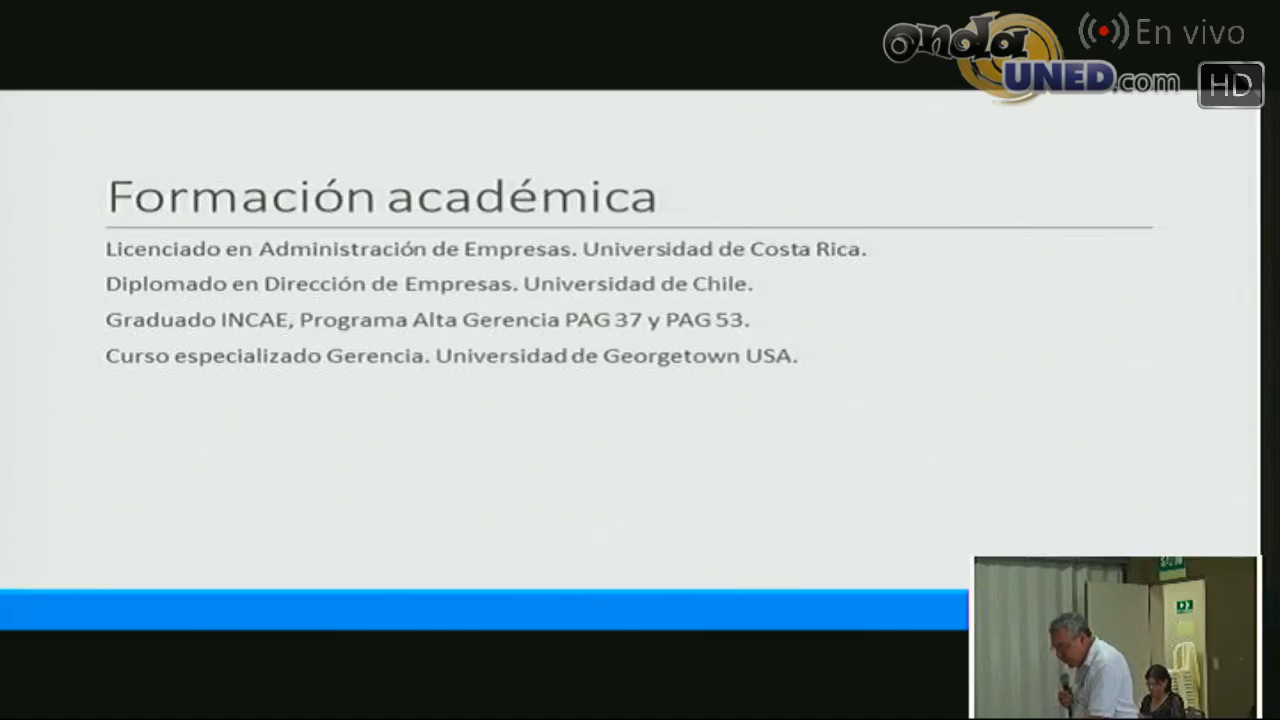 onda
UNED.com
En vivo
HD
Formación académica
Licenciado en Administración de Empresas. Universidad de Costa Rica.
Diplomado en Dirección de Empresas. Universidad de Chile.
Graduado INCAE, Programa Alta Gerencia PAG 37 y PAG 53.
Curso especializado Gerencia. Universidad de Georgetown USA.